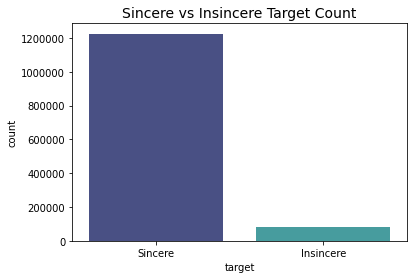 Sincere vs Insincere Target Count
1200000
1000000
800000
600000
400000
200000
0
count
Sincere
Insincere
target